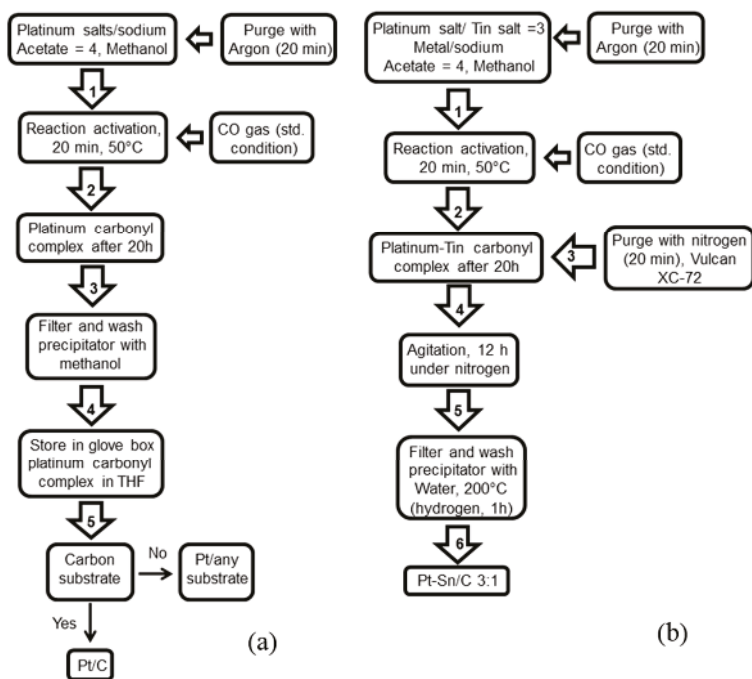 Platinum salts/sodium
Acetate = 4, Methanol
Purge with
Argon (20 min)
1
Reaction activation,
20 min, 50°C
CO gas (std.
condition)
2
Platinum carbonyl
complex after 20h
3
Filter and wash
precipitator with
methanol
4
Store in glove box
platinum carbonyl
complex in THF
5
Carbon
substrate
No
Pt/any
substrate
Yes
Pt/C
(a)
Platinum salt/ Tin salt =3
Metal/sodium
Acetate = 4, Methanol
Purge with
Argon (20 min)
1
Reaction activation,
20 min, 50°C
CO gas (std.
condition)
2
Platinum-Tin carbonyl
complex after 20h
3
Purge with nitrogen
(20 min), Vulcan
XC-72
4
Agitation, 12 h
under nitrogen
5
Filter and wash
precipitator with
Water, 200°C
(hydrogen, 1h)
6
Pt-Sn/C 3:1
(b)